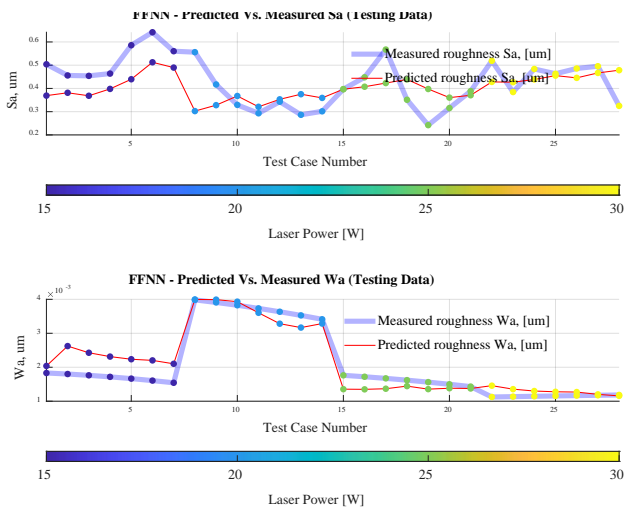 FFNN - Predicted Vs. Measured Sa (Testing Data)
Sa, um
0.6
0.5
0.4
0.3
0.2
Measured roughness Sa, [um]
Predicted roughness Sa, [um]
5 10 15 20 25
Test Case Number
15 20 25 30
Laser Power [W]
FFNN - Predicted Vs. Measured Wa (Testing Data)
× 10⁻³
Wa, um
4
3
2
1
Measured roughness Wa, [um]
Predicted roughness Wa, [um]
5 10 15 20 25
Test Case Number
15 20 25 30
Laser Power [W]